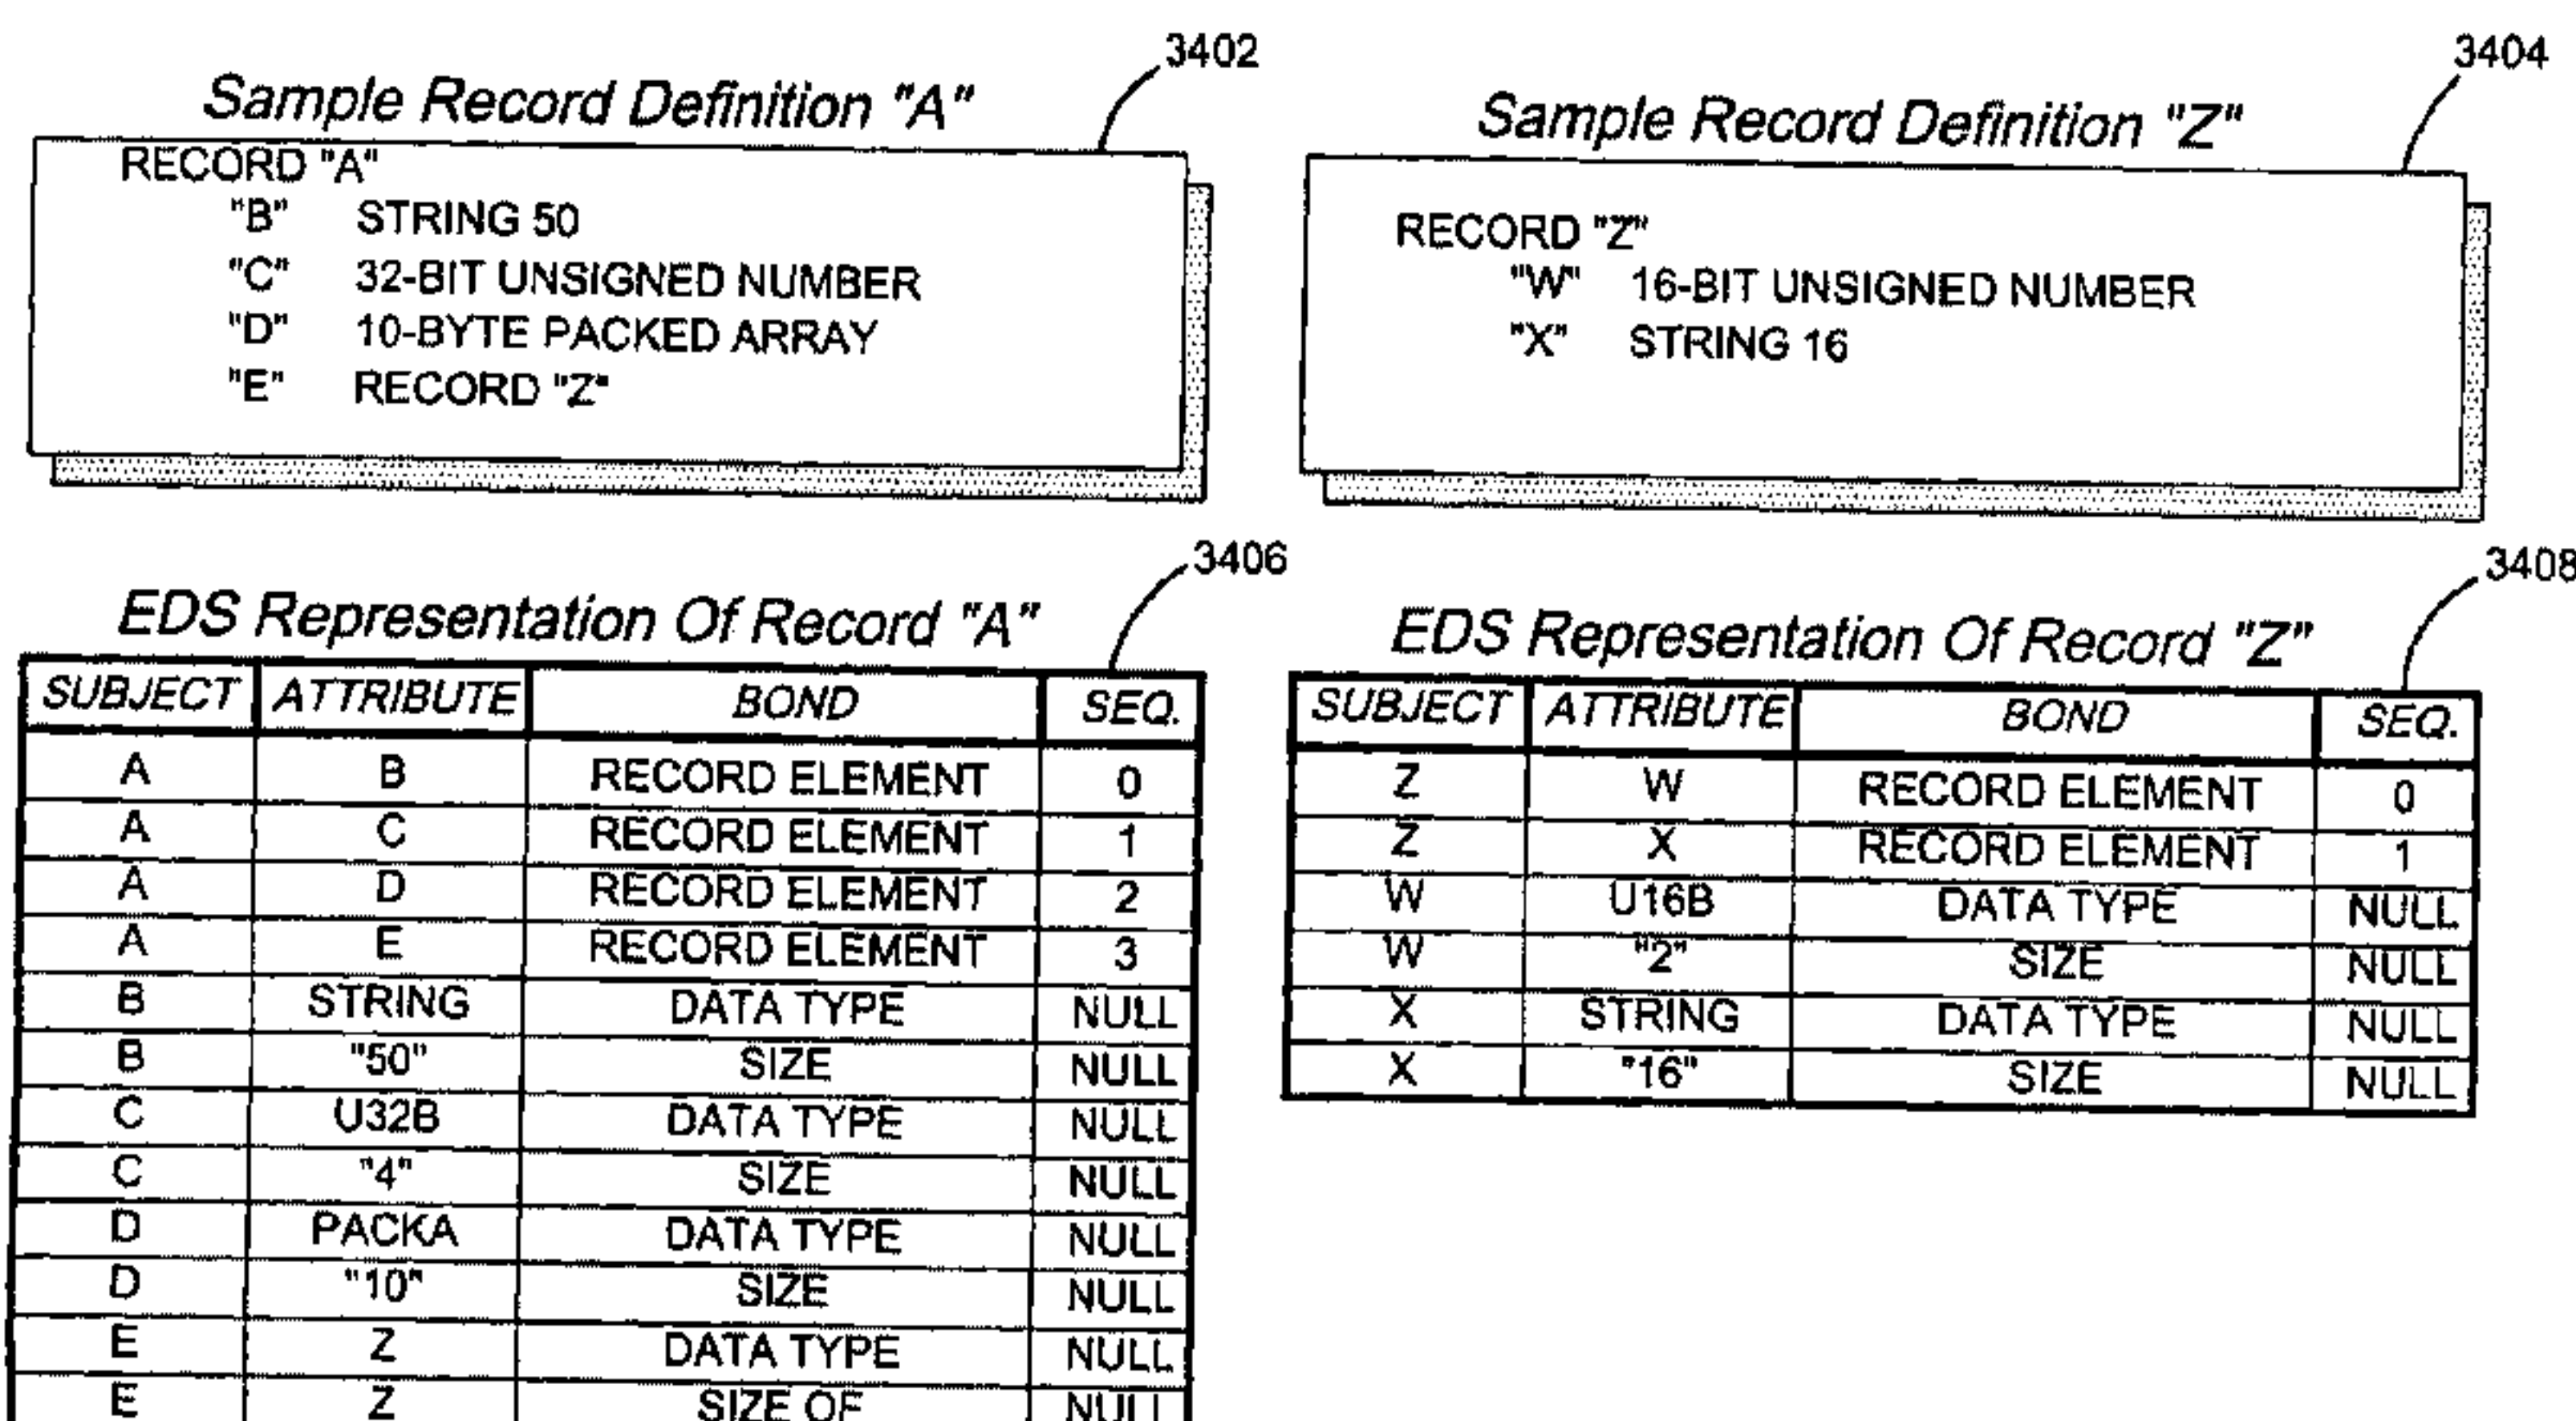 3402
Sample Record Definition "A"
RECORD "A"
"B" STRING 50
"C" 32-BIT UNSIGNED NUMBER
"D" 10-BYTE PACKED ARRAY
"E" RECORD "Z"
3404
Sample Record Definition "Z"
RECORD "Z"
"W" 16-BIT UNSIGNED NUMBER
"X" STRING 16
3406
EDS Representation Of Record "A"
SUBJECT ATTRIBUTE BOND SEQ.
A B RECORD ELEMENT 0
A C RECORD ELEMENT 1
A D RECORD ELEMENT 2
A E RECORD ELEMENT 3
B STRING DATA TYPE NULL
B "50" SIZE NULL
C U32B DATA TYPE NULL
C "4" SIZE NULL
D PACKA DATA TYPE NULL
D "10" SIZE NULL
E Z DATA TYPE NULL
E Z SIZE OF NULL
3408
EDS Representation Of Record "Z"
SUBJECT ATTRIBUTE BOND SEQ.
Z W RECORD ELEMENT 0
Z X RECORD ELEMENT 1
W U16B DATA TYPE NULL
W "2" SIZE NULL
X STRING DATA TYPE NULL
X "16" SIZE NULL